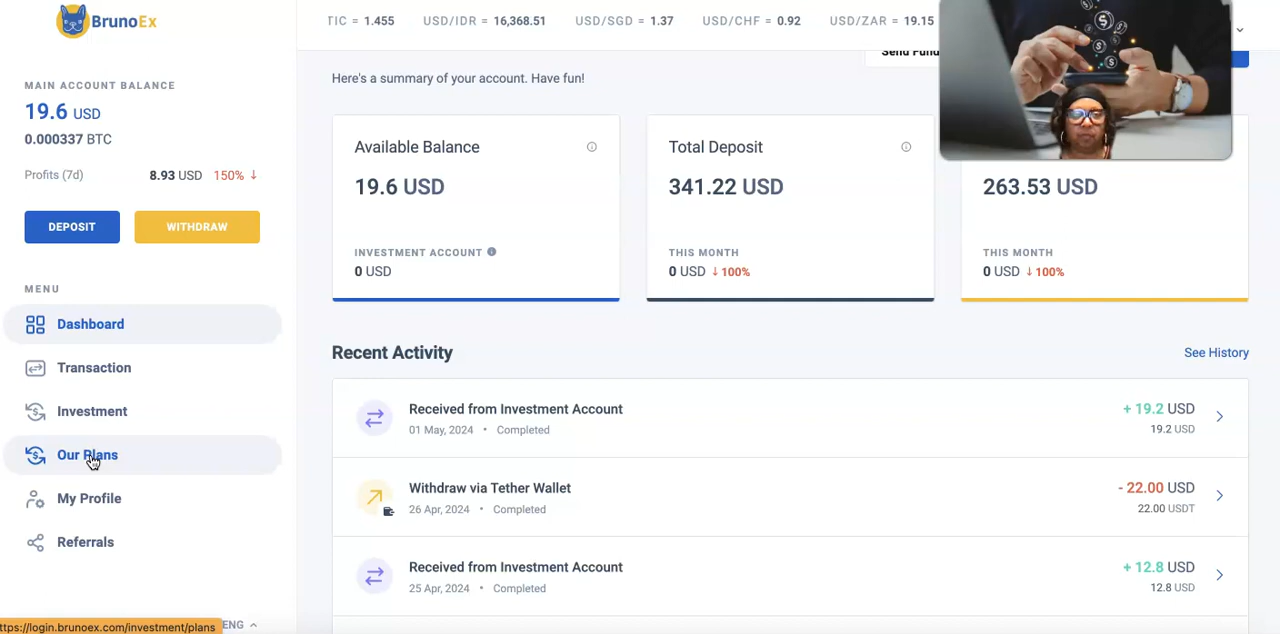 BrunoEx
TIC = 1.455 USD/IDR = 16,368.51 USD/SGD = 1.37 USD/CHF = 0.92 USD/ZAR = 19.15
MAIN ACCOUNT BALANCE
19.6 USD
0.000337 BTC
Profits (7d) 8.93 USD 150% ↓
DEPOSIT WITHDRAW
MENU
Dashboard
Transaction
Investment
Our Plans
My Profile
Referrals
ENG
ttps://login.brunoex.com/investment/plans
Send Fund
Here's a summary of your account. Have fun!
Available Balance
19.6 USD
INVESTMENT ACCOUNT
0 USD
Total Deposit
341.22 USD
THIS MONTH
0 USD ↓ 100%
263.53 USD
THIS MONTH
0 USD ↓ 100%
Recent Activity See History
Received from Investment Account + 19.2 USD
01 May, 2024 • Completed 19.2 USD
Withdraw via Tether Wallet - 22.00 USD
26 Apr, 2024 • Completed 22.00 USDT
Received from Investment Account + 12.8 USD
25 Apr, 2024 • Completed 12.8 USD